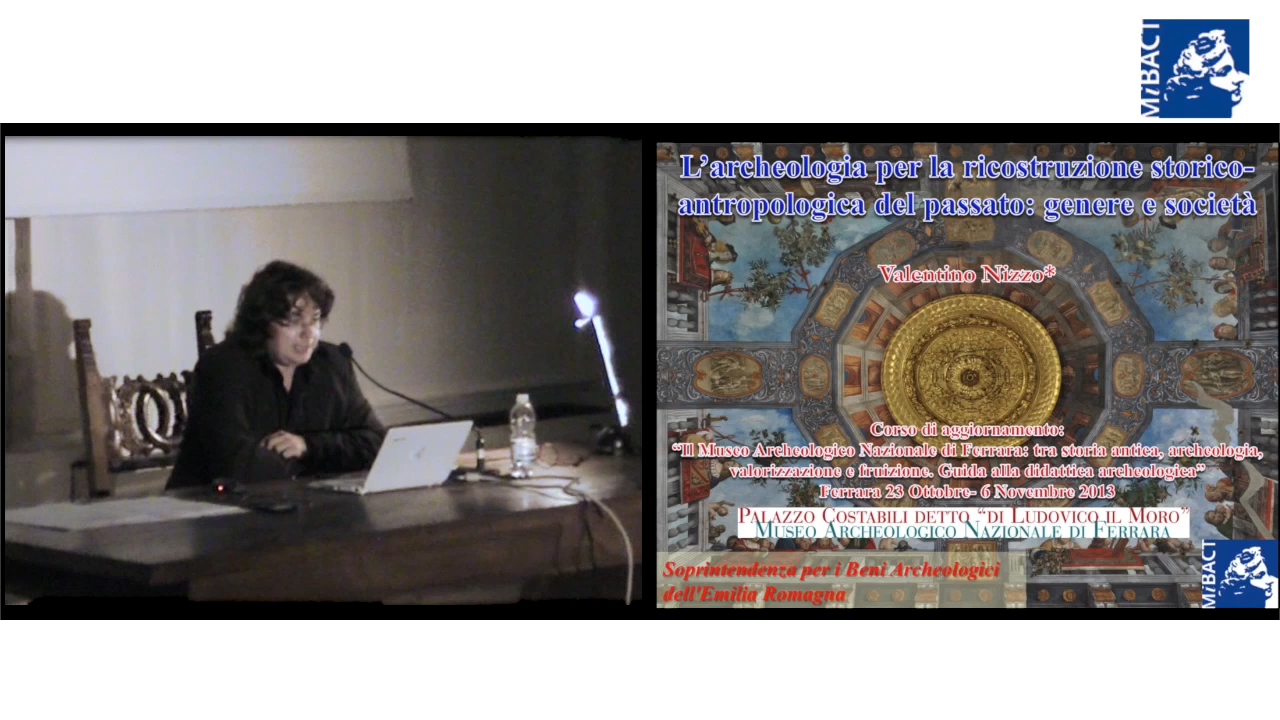 MiBACT
L'archeologia per la ricostruzione storico-
antropologica del passato: genere e società
Valentino Nizzo*
Corso di aggiornamento:
“Il Museo Archeologico Nazionale di Ferrara: tra storia antica, archeologia,
valorizzazione e fruizione. Guida alla didattica archeologica”
Ferrara 23 Ottobre- 6 Novembre 2013
PALAZZO COSTABILI DETTO “DI LUDOVICO IL MORO”
MUSEO ARCHEOLOGICO NAZIONALE DI FERRARA
Soprintendenza per i Beni Archeologici
dell'Emilia Romagna
MiBACT